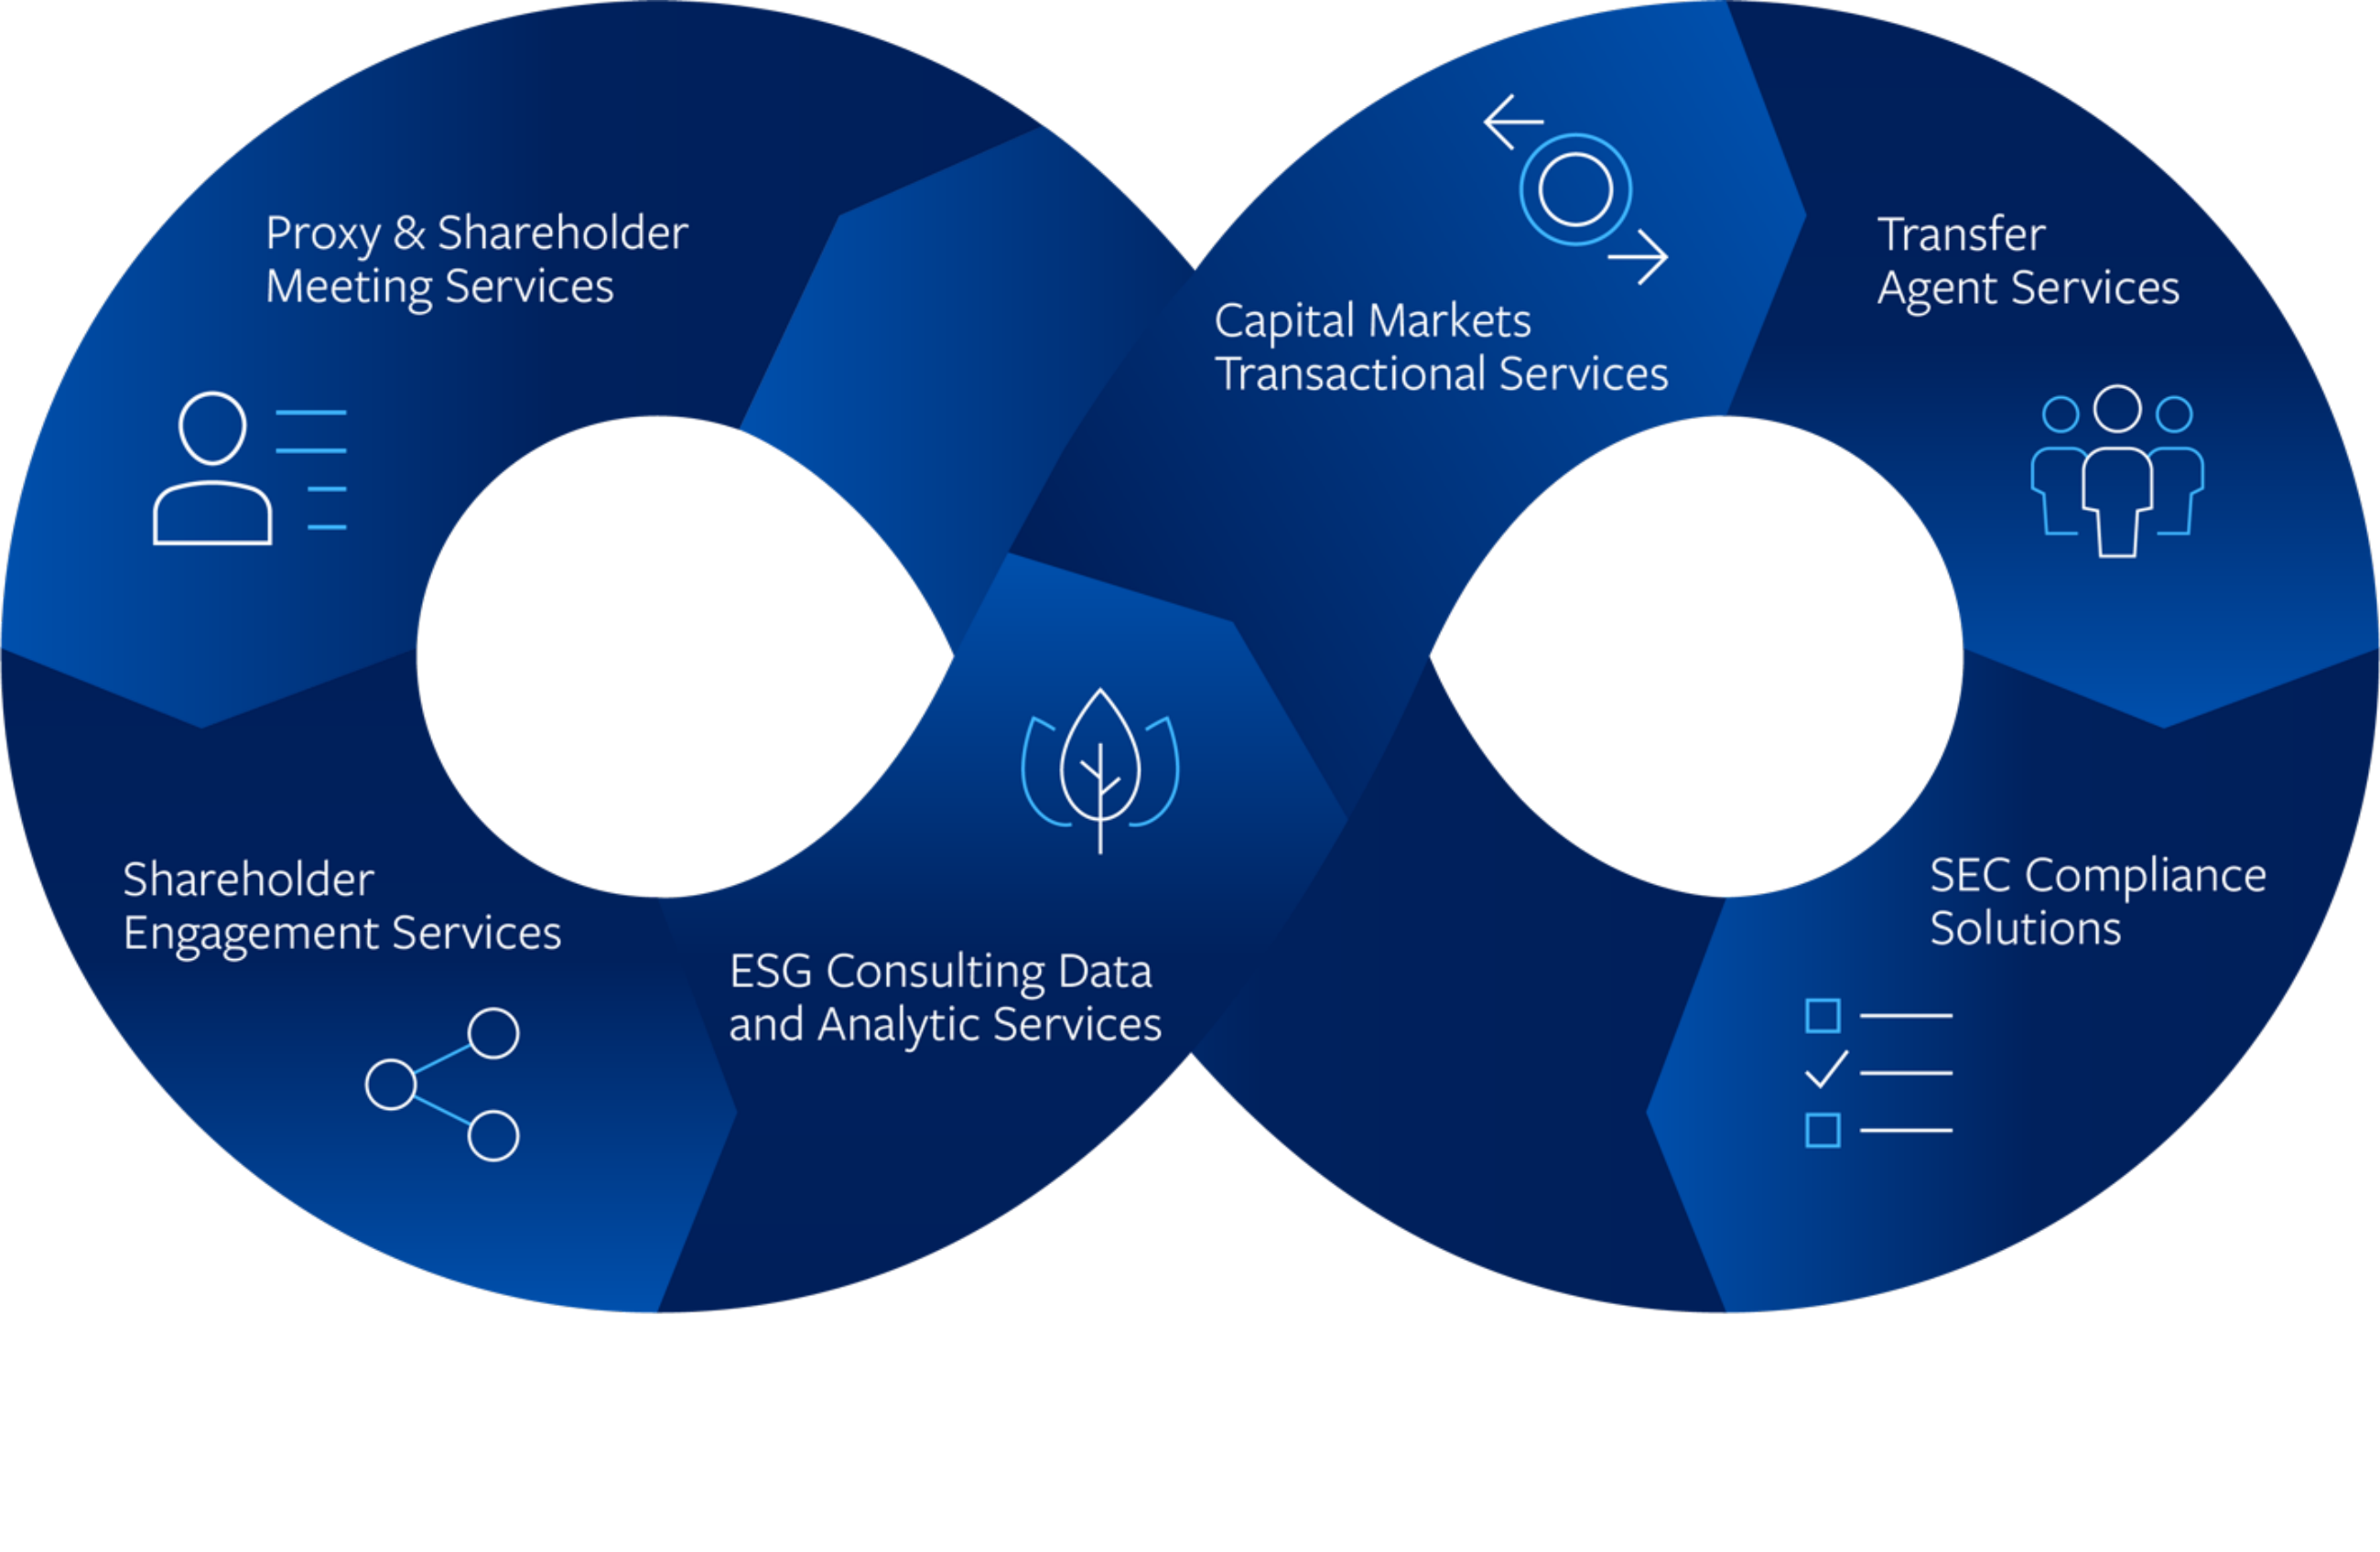 Proxy & Shareholder
Meeting Services
Capital Markets
Transactional Services
Transfer
Agent Services
Shareholder
Engagement Services
ESG Consulting Data
and Analytic Services
SEC Compliance
Solutions